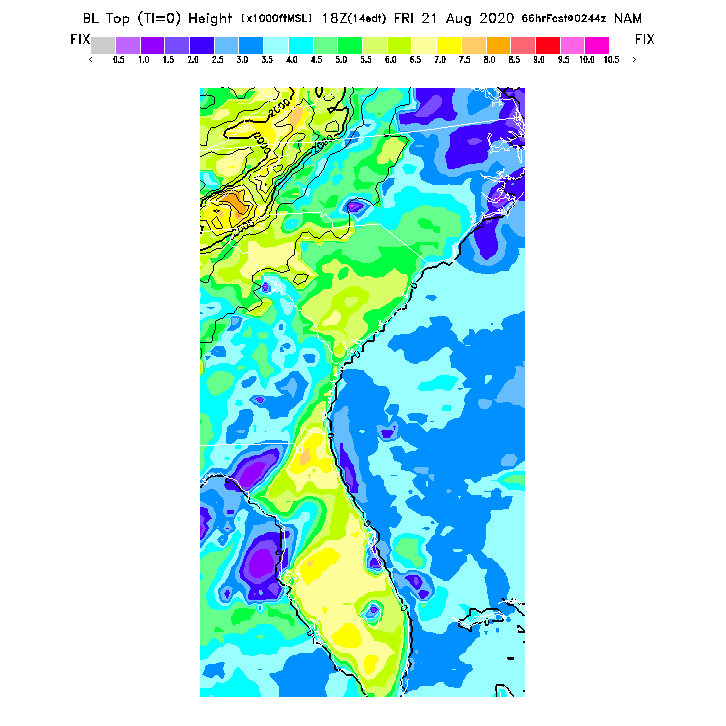 BL Top (TI=0) Height [x1000ftMSL] 18Z(14edt) FRI 21 Aug 2020 66hrFcst@0244z NAM
FIX FIX
< 0.5 1.0 1.5 2.0 2.5 3.0 3.5 4.0 4.5 5.0 5.5 6.0 6.5 7.0 7.5 8.0 8.5 9.0 9.5 10.0 10.5 >
2000
2000